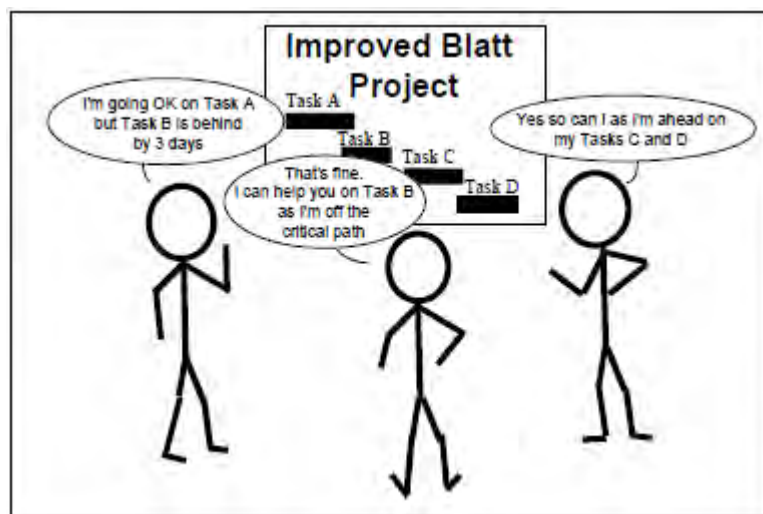 Improved Blatt
Project
I'm going OK on Task A
but Task B is behind
by 3 days
Task A
Task B
Task C
Task D
That's fine.
I can help you on Task B
as I'm off the
critical path
Yes so can I as I'm ahead on
my Tasks C and D